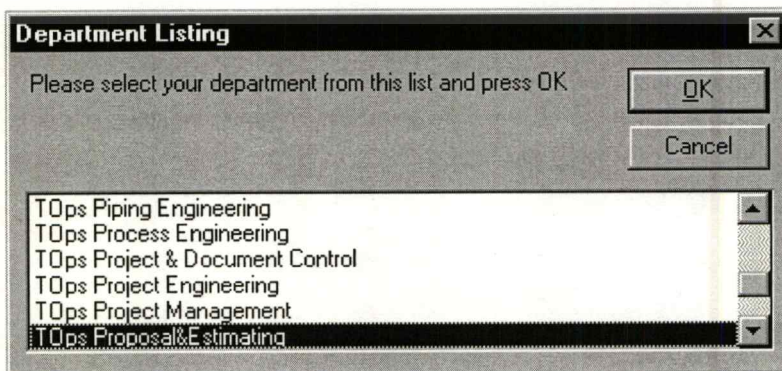 Department Listing
Please select your department from this list and press OK
OK
Cancel
TOps Piping Engineering
TOps Process Engineering
TOps Project & Document Control
TOps Project Engineering
TOps Project Management
TOps Proposal&Estimating